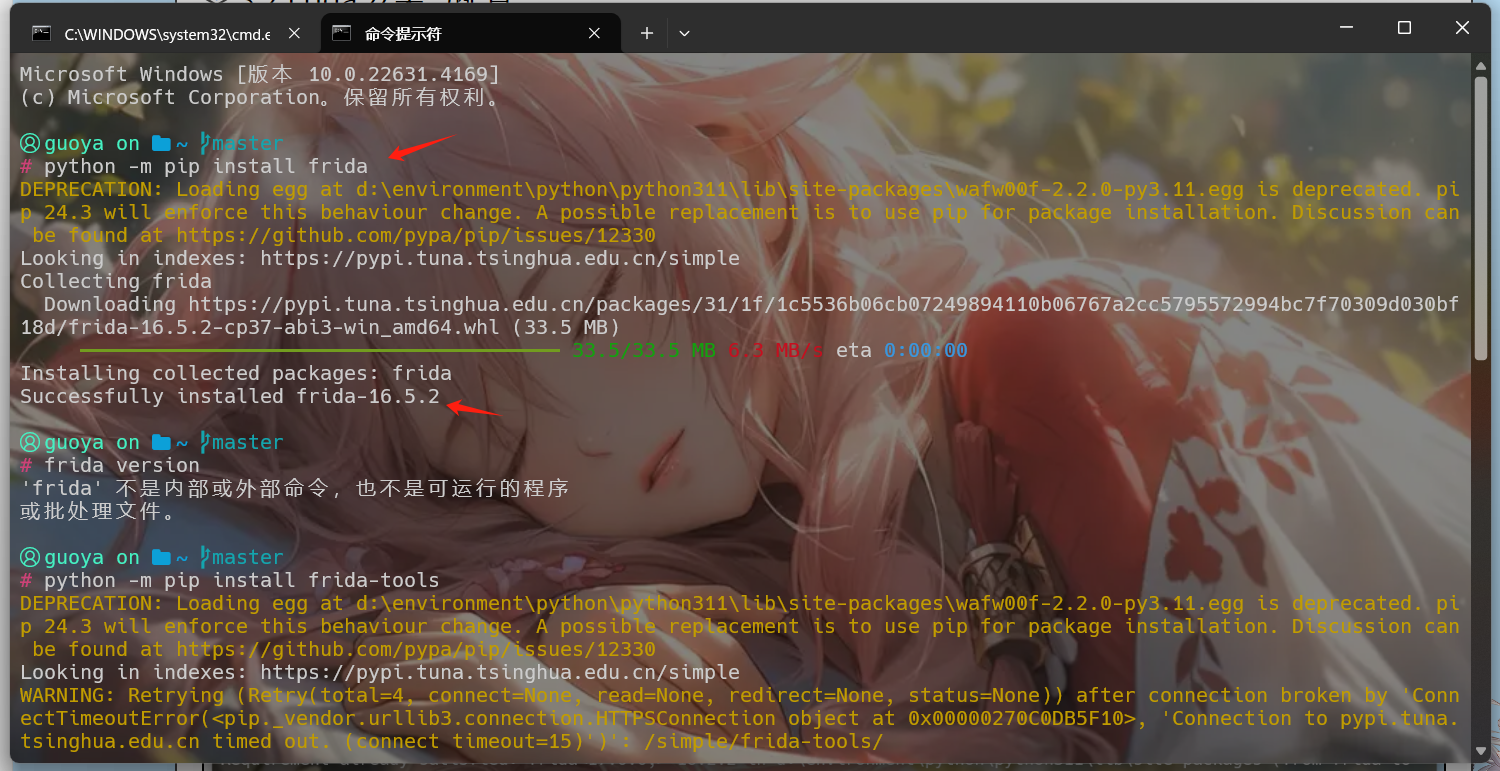 C:\WINDOWS\system32\cmd.e
命令提示符
Microsoft Windows [版本 10.0.22631.4169]
(c) Microsoft Corporation。保留所有权利。
guoya on ~ master
# python -m pip install frida
DEPRECATION: Loading egg at d:\environment\python\python311\lib\site-packages\wafw00f-2.2.0-py3.11.egg is deprecated. pi
p 24.3 will enforce this behaviour change. A possible replacement is to use pip for package installation. Discussion can
be found at https://github.com/pypa/pip/issues/12330
Looking in indexes: https://pypi.tuna.tsinghua.edu.cn/simple
Collecting frida
Downloading https://pypi.tuna.tsinghua.edu.cn/packages/31/1f/1c5536b06cb07249894110b06767a2cc5795572994bc7f70309d030bf
18d/frida-16.5.2-cp37-abi3-win_amd64.whl (33.5 MB)
33.5/33.5 MB 6.3 MB/s eta 0:00:00
Installing collected packages: frida
Successfully installed frida-16.5.2
guoya on ~ master
# frida version
'frida' 不是内部或外部命令，也不是可运行的程序
或批处理文件。
guoya on ~ master
# python -m pip install frida-tools
DEPRECATION: Loading egg at d:\environment\python\python311\lib\site-packages\wafw00f-2.2.0-py3.11.egg is deprecated. pi
p 24.3 will enforce this behaviour change. A possible replacement is to use pip for package installation. Discussion can
be found at https://github.com/pypa/pip/issues/12330
Looking in indexes: https://pypi.tuna.tsinghua.edu.cn/simple
WARNING: Retrying (Retry(total=4, connect=None, read=None, redirect=None, status=None)) after connection broken by 'Conn
ectTimeoutError(<pip._vendor.urllib3.connection.HTTPSConnection object at 0x00000270C0DB5F10>, 'Connection to pypi.tuna.
tsinghua.edu.cn timed out. (connect timeout=15)')': /simple/frida-tools/